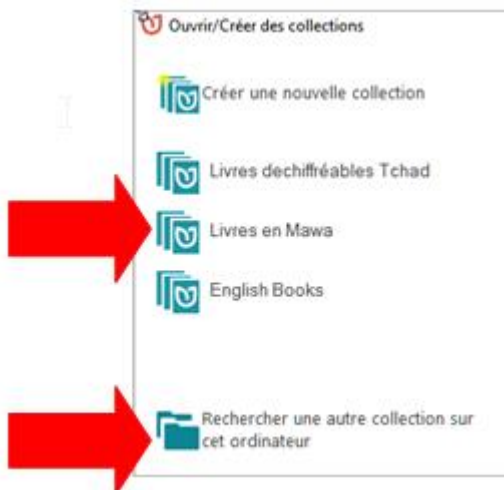 Ouvrir/Créer des collections
Créer une nouvelle collection
Livres dechiffréables Tchad
Livres en Mawa
English Books
Rechercher une autre collection sur
cet ordinateur